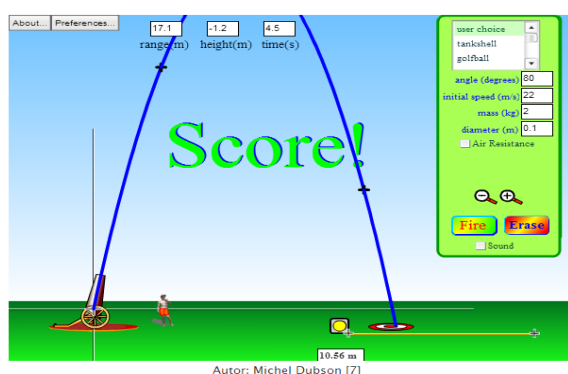 About... Preferences...
17.1 -1.2 4.5
range(m) height(m) time(s)
Score!
user choice
tankshell
golfball
angle (degrees) 80
initial speed (m/s) 22
mass (kg) 2
diameter (m) 0.1
Air Resistance
Fire Erase
Sound
10.56 m
Autor: Michel Dubson [7]